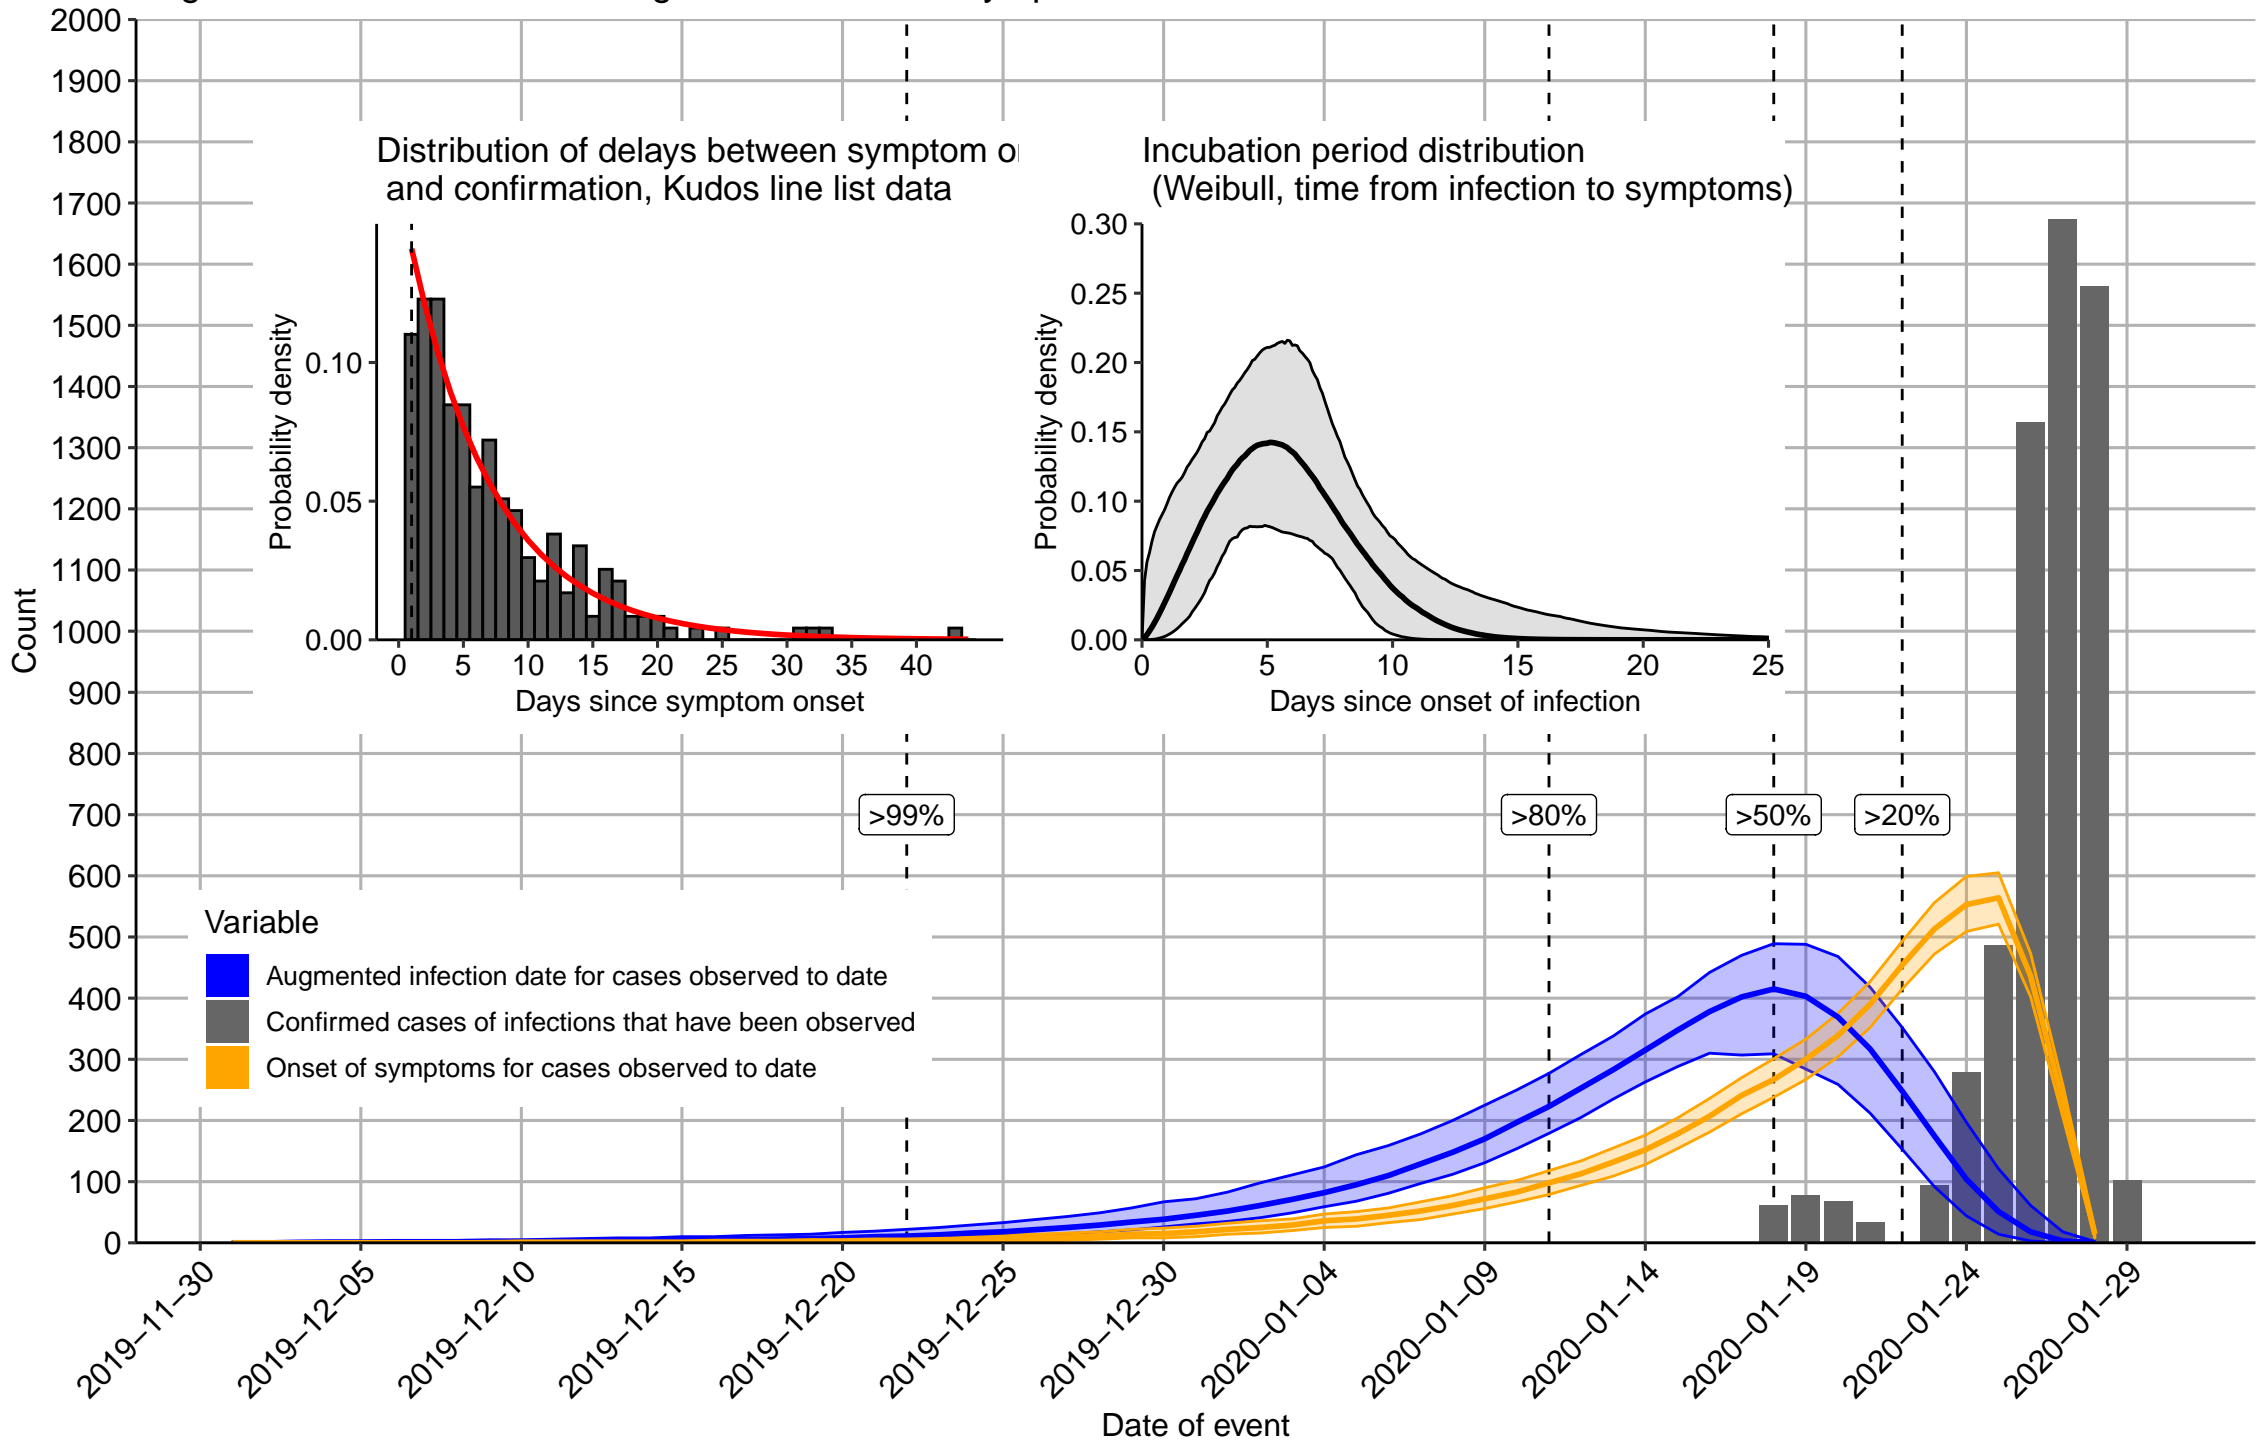 2000
1900
1800
1700
1600
1500
1400
1300
1200
1100
1000
900
800
700
600
500
400
300
200
100
0
Count
Distribution of delays between symptom
and confirmation, Kudos line list data
Probability density
0.10
0.05
0.00
0 5 10 15 20 25 30 35 40
Days since symptom onset
Incubation period distribution
(Weibull, time from infection to symptoms)
Probability density
0.30
0.25
0.20
0.15
0.10
0.05
0.00
0 5 10 15 20 25
Days since onset of infection
>99% >80% >50% >20%
Variable
Augmented infection date for cases observed to date
Confirmed cases of infections that have been observed
Onset of symptoms for cases observed to date
2019–11–30
2019–12–05
2019–12–10
2019–12–15
2019–12–20
2019–12–25
2019–12–30
2020–01–04
2020–01–09
2020–01–14
2020–01–19
2020–01–24
2020–01–29
Date of event